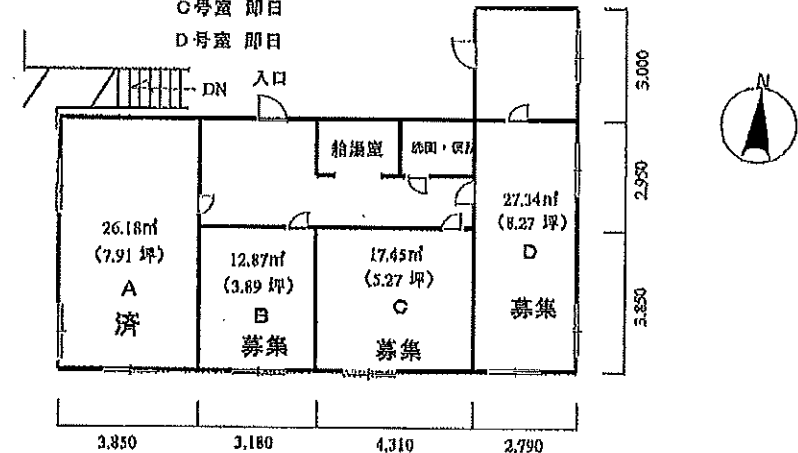 C号室 即日
D号室 即日
入口
DN
N
給湯室
3,000
2,950
3,850
26.18㎡
(7.91 坪)
A
済
12.87㎡
(3.89 坪)
B
募集
17.45㎡
(5.27 坪)
C
募集
27.34㎡
(8.27 坪)
D
募集
3,850
3,180
4,310
2,790